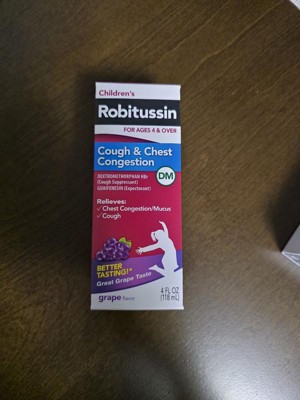 Children's
Robitussin
FOR AGES 4 & OVER
Cough & Chest
Congestion
DM
DEXTROMETHORPHAN HBr
(Cough Suppressant)
GUAIFENESIN (Expectorant)
Relieves:
✓ Chest Congestion/Mucus
✓ Cough
BETTER
TASTING!*
Great Grape Taste
grape flavor
4 FL OZ
(118 mL)